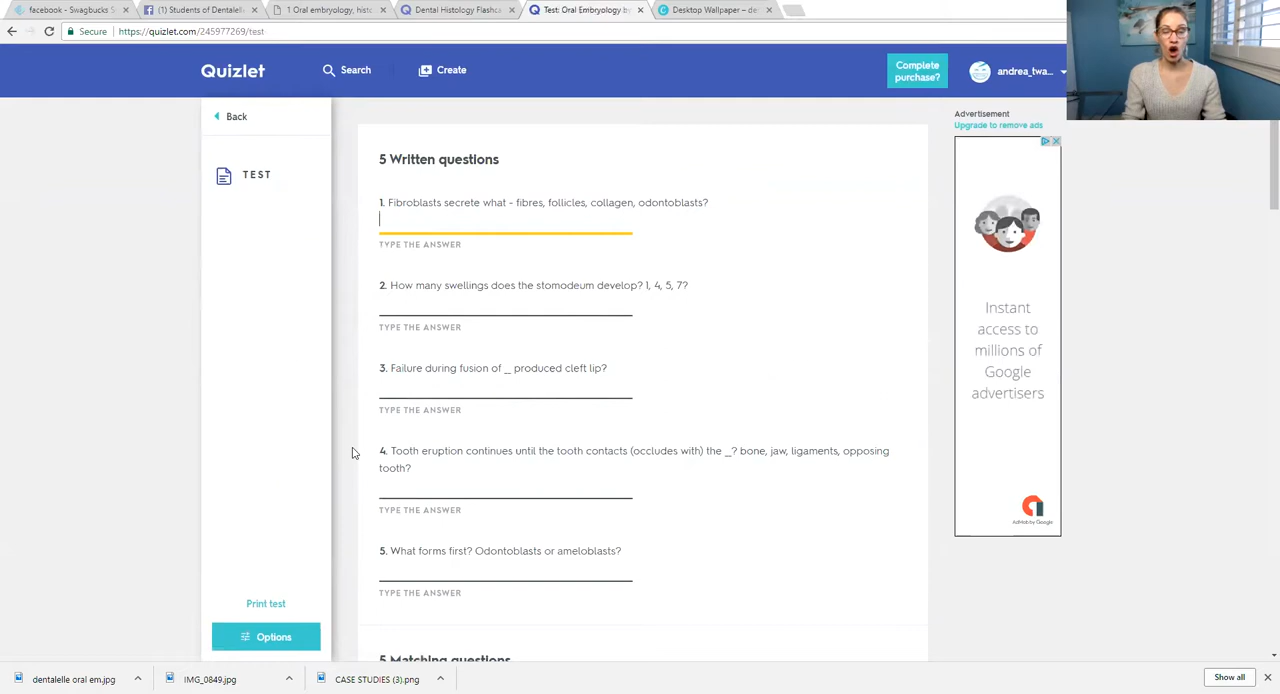 facebook - Swagbucks S
(1) Students of Dentalell
1 Oral embryology, hist
Dental Histology Flashca
Test: Oral Embryology by
Desktop Wallpaper – de
Secure https://quizlet.com/245977269/test
Quizlet
Search
Create
Complete
purchase?
andrea_twa...
Back
TEST
5 Written questions
1. Fibroblasts secrete what - fibres, follicles, collagen, odontoblasts?
TYPE THE ANSWER
2. How many swellings does the stomodeum develop? 1, 4, 5, 7?
TYPE THE ANSWER
3. Failure during fusion of _ produced cleft lip?
TYPE THE ANSWER
4. Tooth eruption continues until the tooth contacts (occludes with) the _? bone, jaw, ligaments, opposing
tooth?
TYPE THE ANSWER
5. What forms first? Odontoblasts or ameloblasts?
TYPE THE ANSWER
5 Matching questions
Print test
Options
Advertisement
Upgrade to remove ads
Instant
access to
millions of
Google
advertisers
AdMob by Google
dentalelle oral em.jpg
IMG_0849.jpg
CASE STUDIES (3).png
Show all